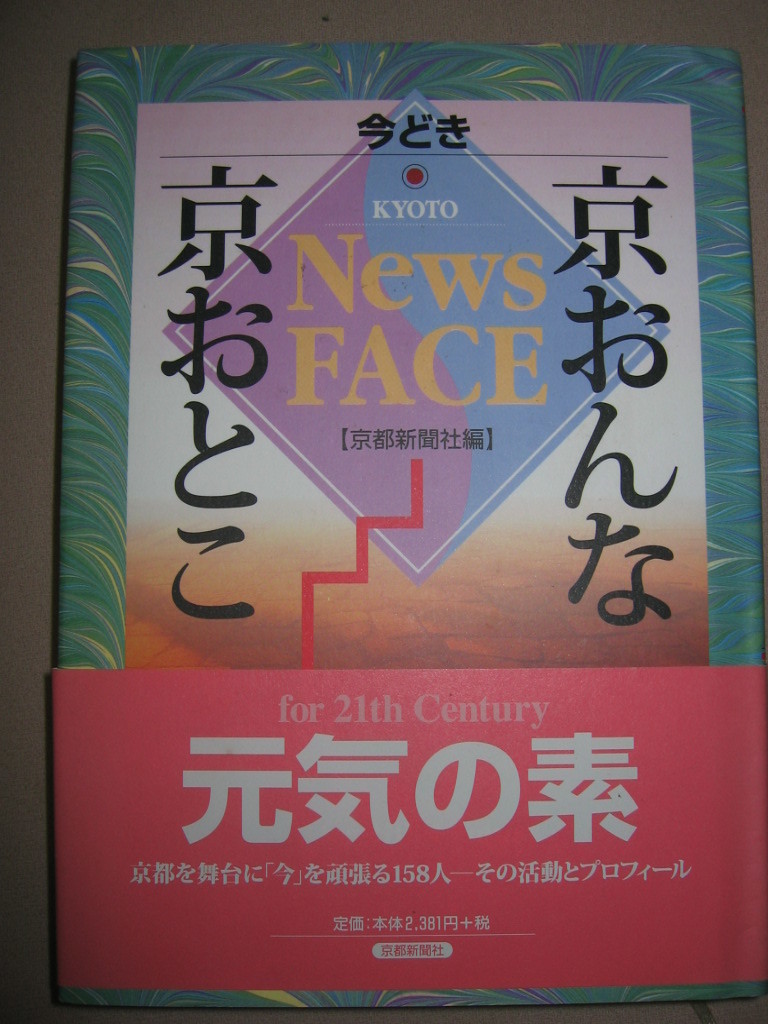 今どき
京おんな
京おとこ
KYOTO
News
FACE
【京都新聞社編】
for 21th Century
元気の素
京都を舞台に「今」を頑張る158人―その活動とプロフィール
定価:本体2,381円+税
京都新聞社